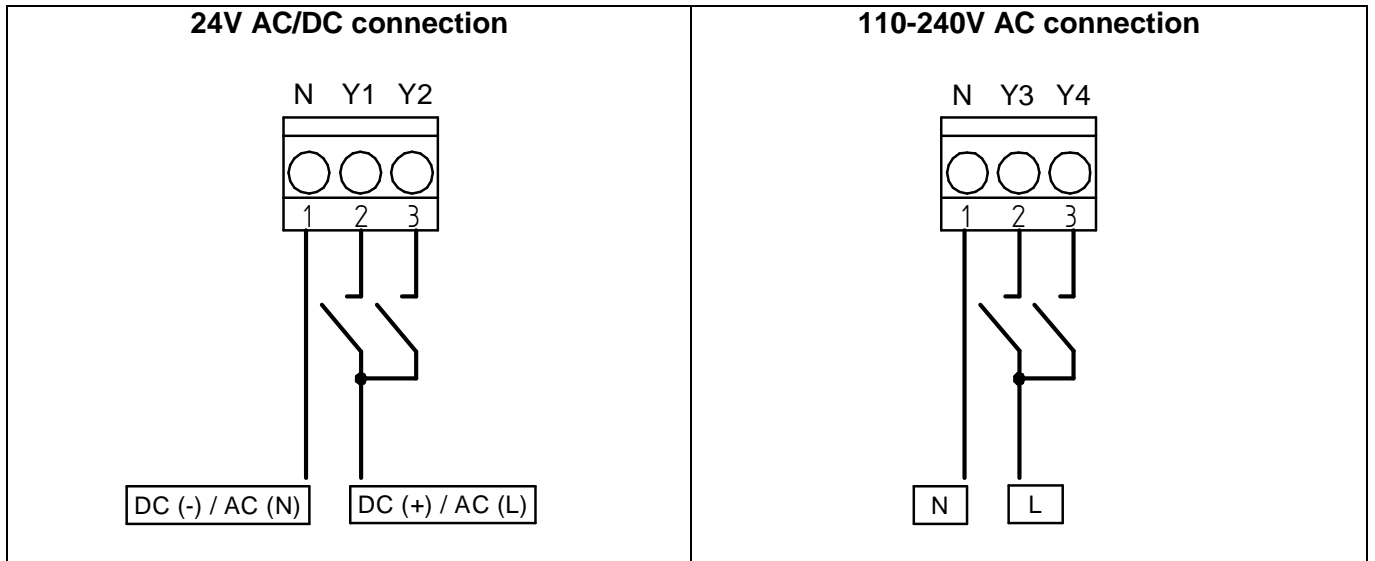 24V AC/DC connection
N Y1 Y2
1 2 3
DC (-) / AC (N)
DC (+) / AC (L)
110-240V AC connection
N Y3 Y4
1 2 3
N
L